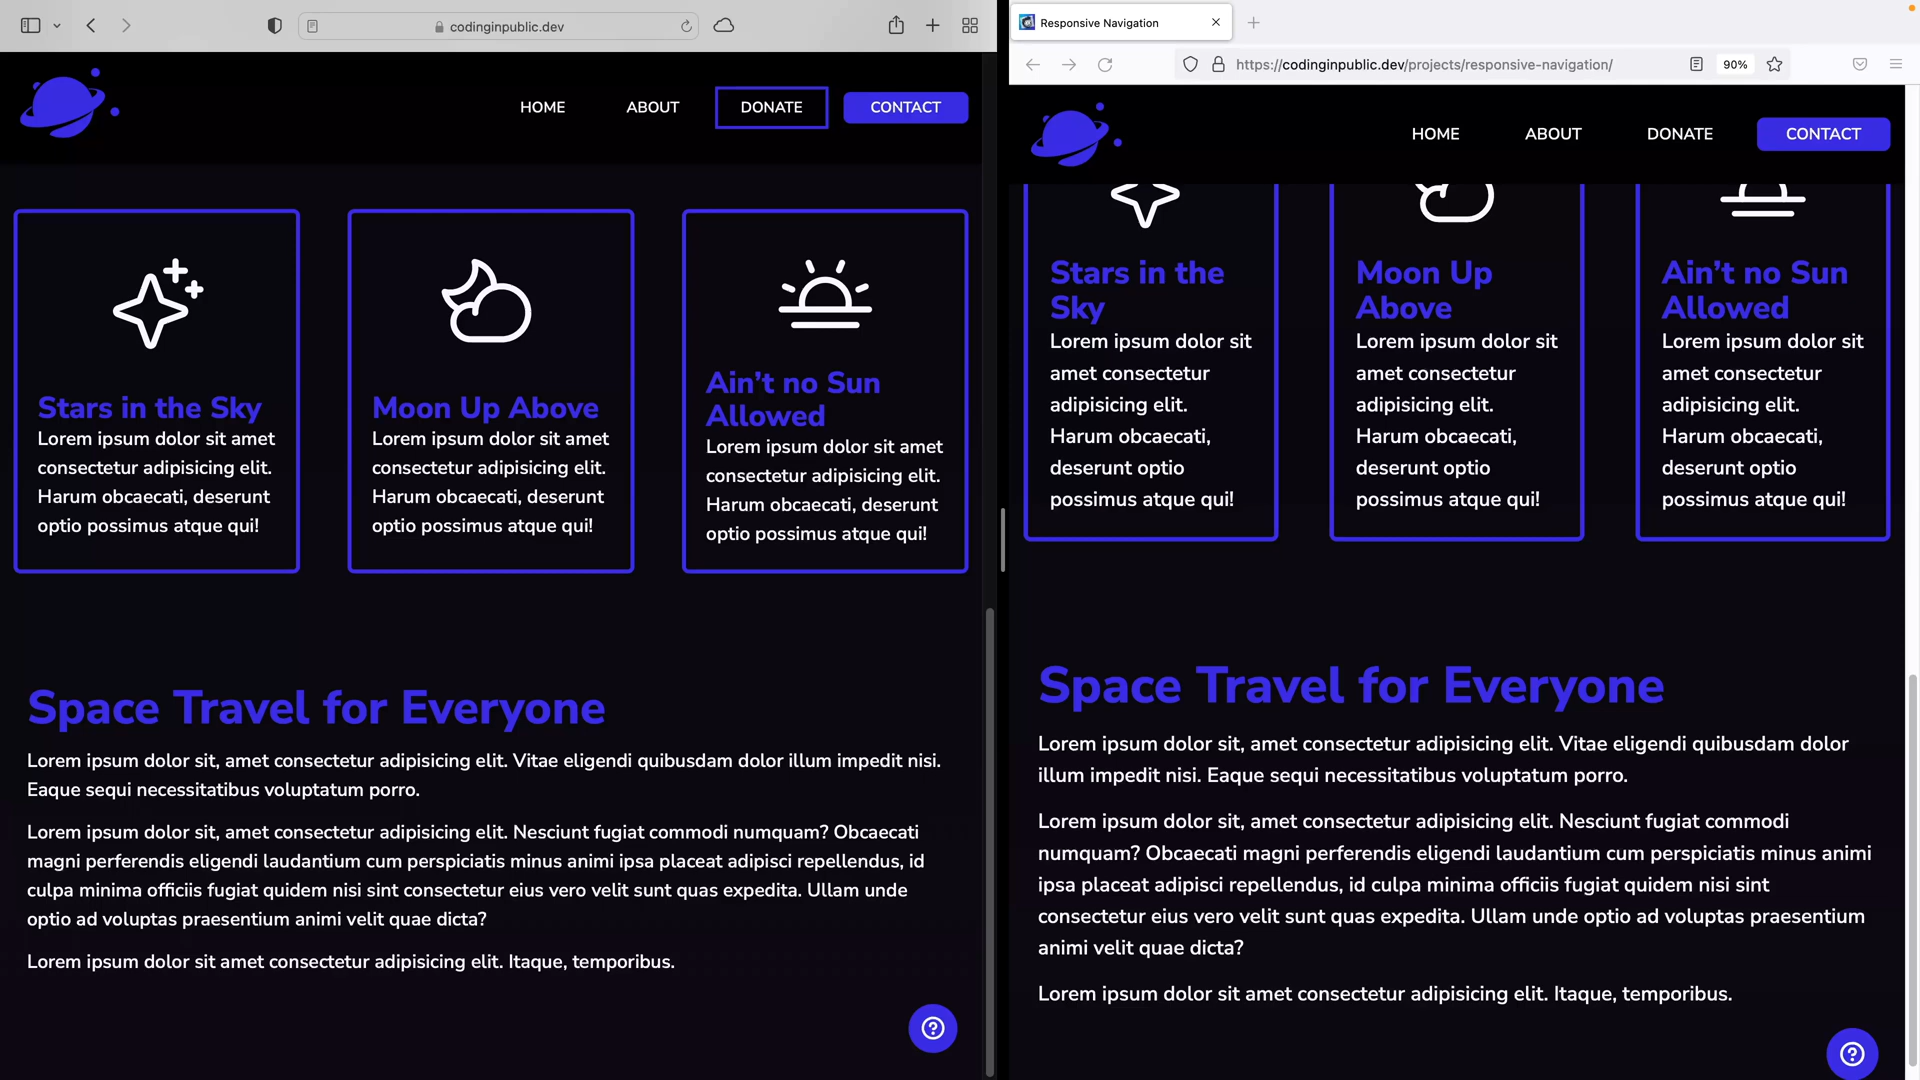 codinginpublic.dev
HOME
ABOUT
DONATE
CONTACT
Stars in the Sky
Lorem ipsum dolor sit amet
consectetur adipisicing elit.
Harum obcaecati, deserunt
optio possimus atque qui!
Moon Up Above
Lorem ipsum dolor sit amet
consectetur adipisicing elit.
Harum obcaecati, deserunt
optio possimus atque qui!
Ain't no Sun
Allowed
Lorem ipsum dolor sit amet
consectetur adipisicing elit.
Harum obcaecati, deserunt
optio possimus atque qui!
Space Travel for Everyone
Lorem ipsum dolor sit, amet consectetur adipisicing elit. Vitae eligendi quibusdam dolor illum impedit nisi.
Eaque sequi necessitatibus voluptatum porro.
Lorem ipsum dolor sit, amet consectetur adipisicing elit. Nesciunt fugiat commodi numquam? Obcaecati
magni perferendis eligendi laudantium cum perspiciatis minus animi ipsa placeat adipisci repellendus, id
culpa minima officiis fugiat quidem nisi sint consectetur eius vero velit sunt quas expedita. Ullam unde
optio ad voluptas praesentium animi velit quae dicta?
Lorem ipsum dolor sit amet consectetur adipisicing elit. Itaque, temporibus.
Responsive Navigation
https://codinginpublic.dev/projects/responsive-navigation/
90%
HOME
ABOUT
DONATE
CONTACT
Stars in the
Sky
Lorem ipsum dolor sit
amet consectetur
adipisicing elit.
Harum obcaecati,
deserunt optio
possimus atque qui!
Moon Up
Above
Lorem ipsum dolor sit
amet consectetur
adipisicing elit.
Harum obcaecati,
deserunt optio
possimus atque qui!
Ain't no Sun
Allowed
Lorem ipsum dolor sit
amet consectetur
adipisicing elit.
Harum obcaecati,
deserunt optio
possimus atque qui!
Space Travel for Everyone
Lorem ipsum dolor sit, amet consectetur adipisicing elit. Vitae eligendi quibusdam dolor
illum impedit nisi. Eaque sequi necessitatibus voluptatum porro.
Lorem ipsum dolor sit, amet consectetur adipisicing elit. Nesciunt fugiat commodi
numquam? Obcaecati magni perferendis eligendi laudantium cum perspiciatis minus animi
ipsa placeat adipisci repellendus, id culpa minima officiis fugiat quidem nisi sint
consectetur eius vero velit sunt quas expedita. Ullam unde optio ad voluptas praesentium
animi velit quae dicta?
Lorem ipsum dolor sit amet consectetur adipisicing elit. Itaque, temporibus.